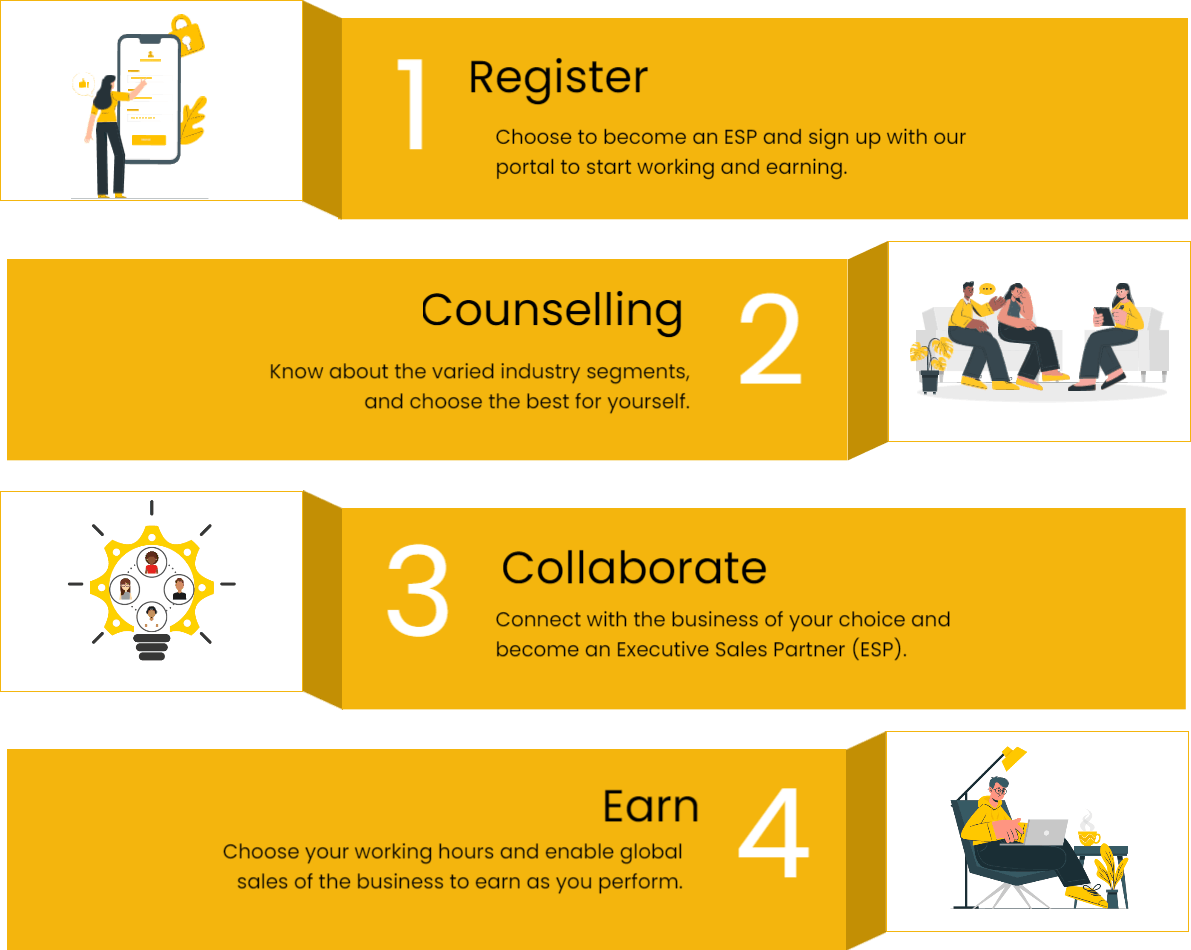 1
Register
Choose to become an ESP and sign up with our
portal to start working and earning.
Counselling
2
Know about the varied industry segments,
and choose the best for yourself.
3
Collaborate
Connect with the business of your choice and
become an Executive Sales Partner (ESP).
Earn
4
Choose your working hours and enable global
sales of the business to earn as you perform.